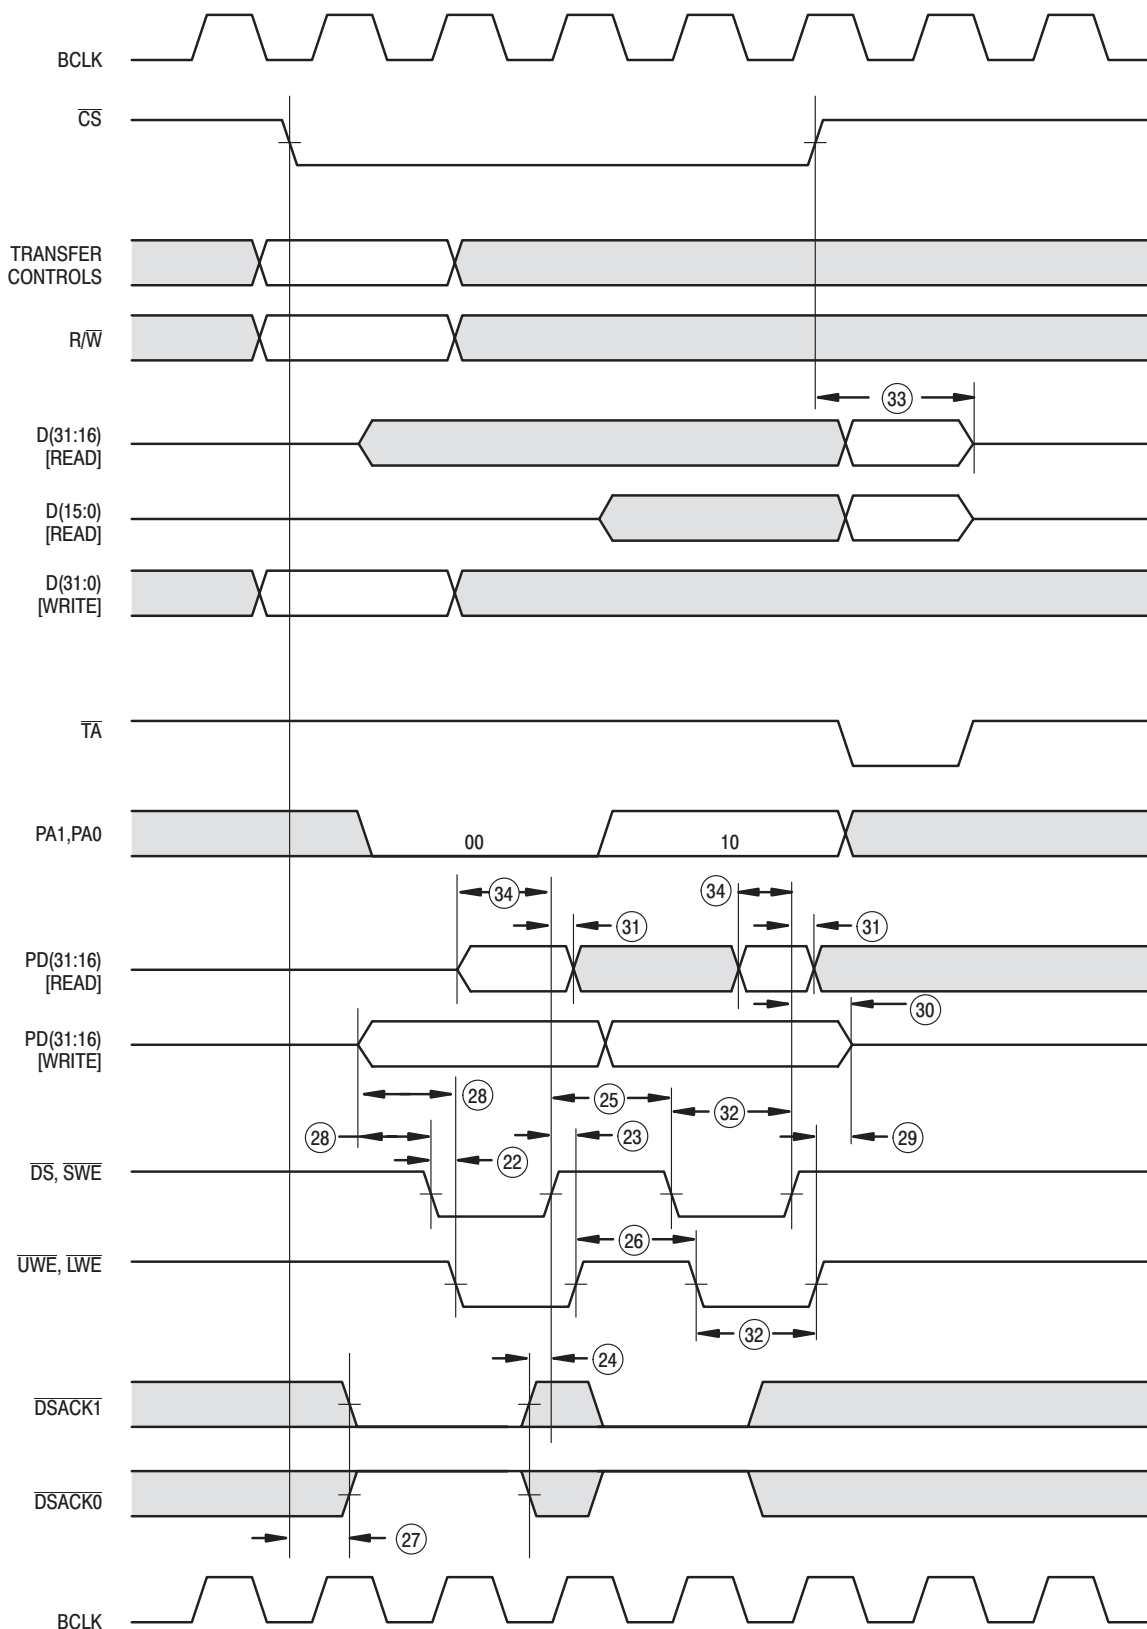 BCLK
CS
TRANSFER
CONTROLS
R/W
33
D(31:16)
[READ]
D(15:0)
[READ]
D(31:0)
[WRITE]
TA
PA1,PA0
00
10
34
34
31
31
PD(31:16)
[READ]
30
PD(31:16)
[WRITE]
28
25
32
28
22
23
29
DS, SWE
26
UWE, LWE
32
24
DSACK1
DSACK0
27
BCLK